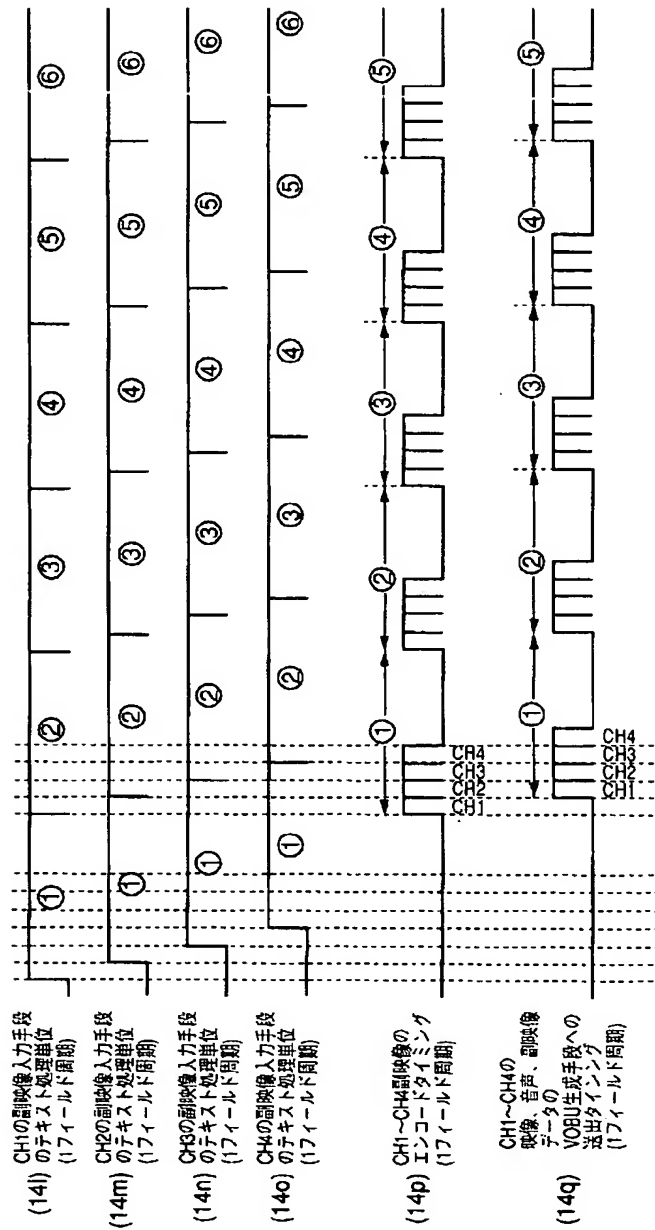 (14l)
CH1の副映像入力手段
のテキスト処理単位
(1フィールド周期)
① ② ③ ④ ⑤ ⑥
(14m)
CH2の副映像入力手段
のテキスト処理単位
(1フィールド周期)
① ② ③ ④ ⑤ ⑥
(14n)
CH3の副映像入力手段
のテキスト処理単位
(1フィールド周期)
① ② ③ ④ ⑤ ⑥
(14o)
CH4の副映像入力手段
のテキスト処理単位
(1フィールド周期)
① ② ③ ④ ⑤ ⑥
(14p)
CH1~CH4副映像の
エンコードタイミング
(1フィールド周期)
① ② ③ ④ ⑤
CH1
CH2
CH3
CH4
(14q)
CH1~CH4の
映像、音声、副映像
データの
VOBU生成手段への
送出タイミング
(1フィールド周期)
① ② ③ ④ ⑤
CH1
CH2
CH3
CH4